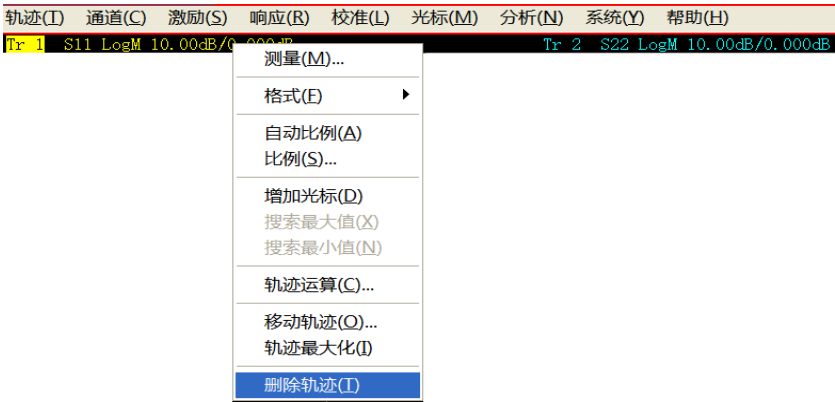 轨迹(T) 通道(C) 激励(S) 响应(R) 校准(L) 光标(M) 分析(N) 系统(Y) 帮助(H)
Tr 1 S11 LogM 10.00dB/0.000dB Tr 2 S22 LogM 10.00dB/0.000dB
测量(M)...
格式(F)
自动比例(A)
比例(S)...
增加光标(D)
搜索最大值(X)
搜索最小值(N)
轨迹运算(C)...
移动轨迹(O)...
轨迹最大化(I)
删除轨迹(T)